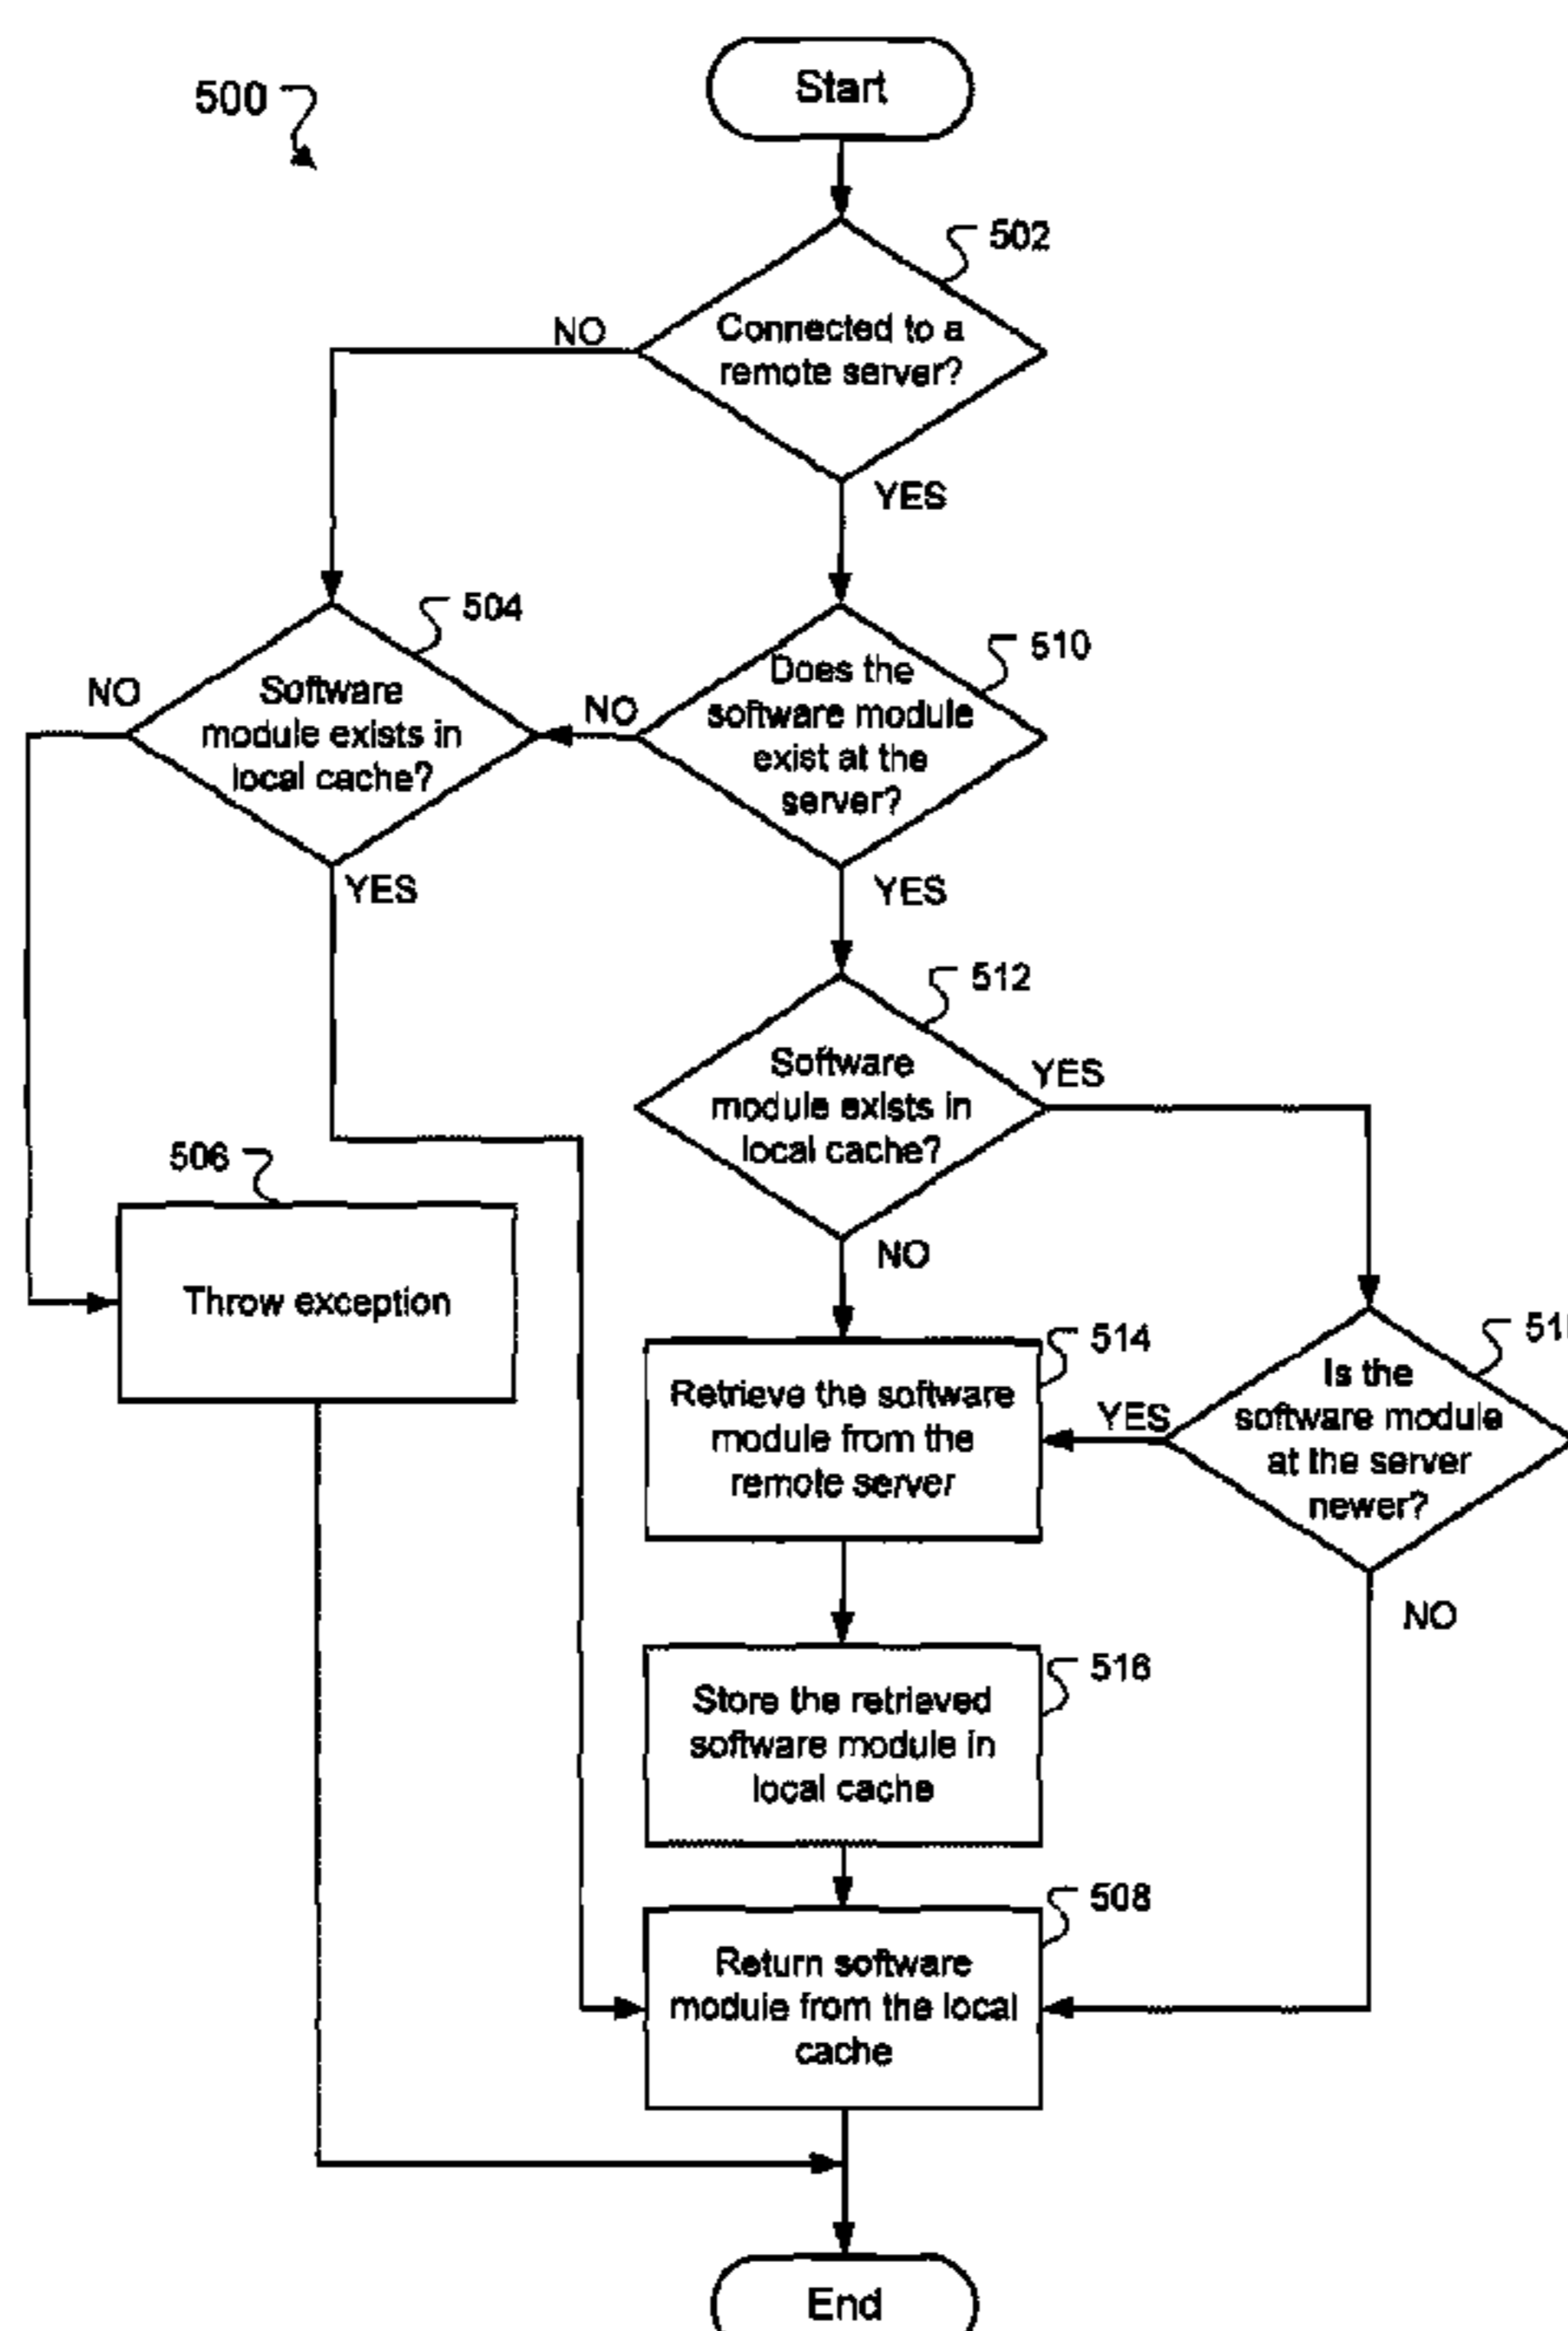 500
Start
502
Connected to a
remote server?
NO
YES
504
Software
module exists in
local cache?
NO
YES
510
Does the
software module
exist at the
server?
NO
YES
512
Software
module exists in
local cache?
YES
NO
506
Throw exception
514
Retrieve the software
module from the
remote server
Is the
software module
at the server
newer?
YES
NO
516
Store the retrieved
software module in
local cache
508
Return software
module from the local
cache
End